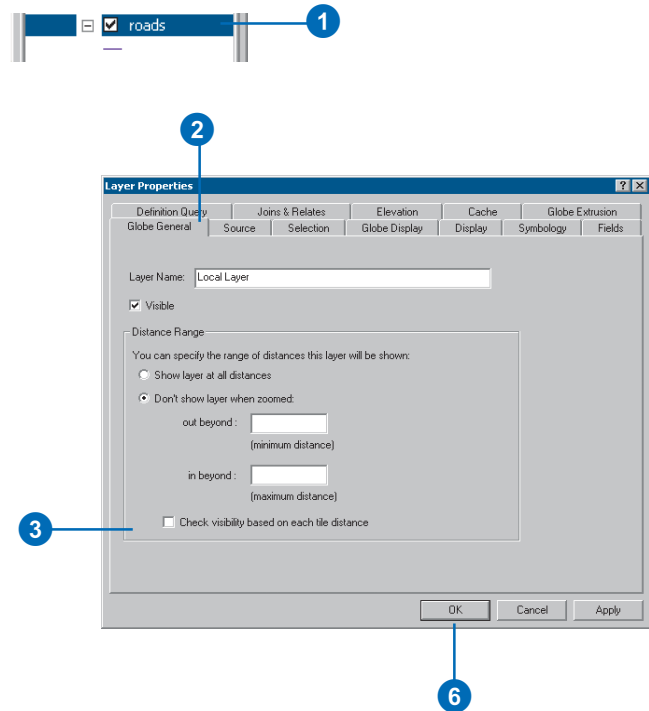 roads
1
2
Layer Properties
Definition Query Joins & Relates Elevation Cache Globe Extrusion
Globe General Source Selection Globe Display Display Symbology Fields
Layer Name: Local Layer
Visible
Distance Range
You can specify the range of distances this layer will be shown:
Show layer at all distances
Don't show layer when zoomed:
out beyond :
(minimum distance)
in beyond :
(maximum distance)
3
Check visibility based on each tile distance
OK Cancel Apply
6